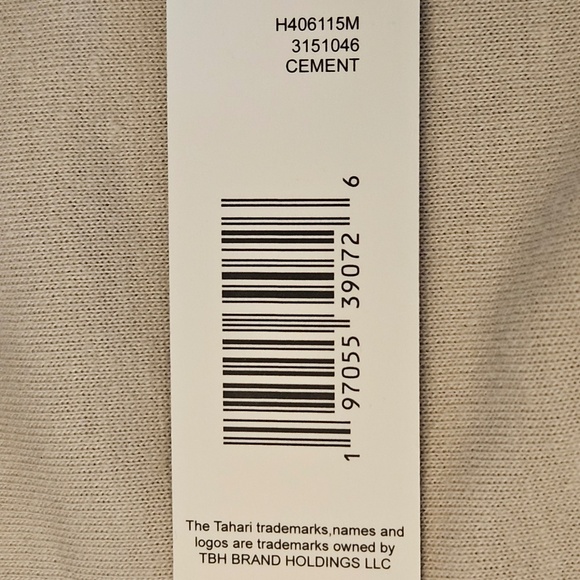 H406115M
3151046
CEMENT
1 97055 39072 6
The Tahari trademarks,names and
logos are trademarks owned by
TBH BRAND HOLDINGS LLC